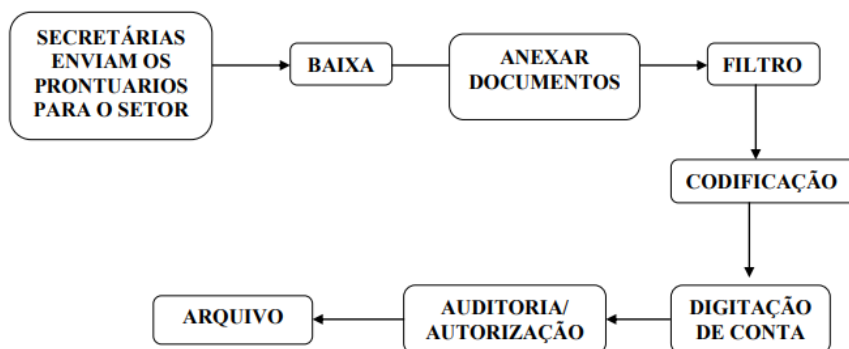 SECRETÁRIAS
ENVIAM OS
PRONTUARIOS
PARA O SETOR
BAIXA
ANEXAR
DOCUMENTOS
FILTRO
CODIFICAÇÃO
DIGITAÇÃO
DE CONTA
AUDITORIA/
AUTORIZAÇÃO
ARQUIVO